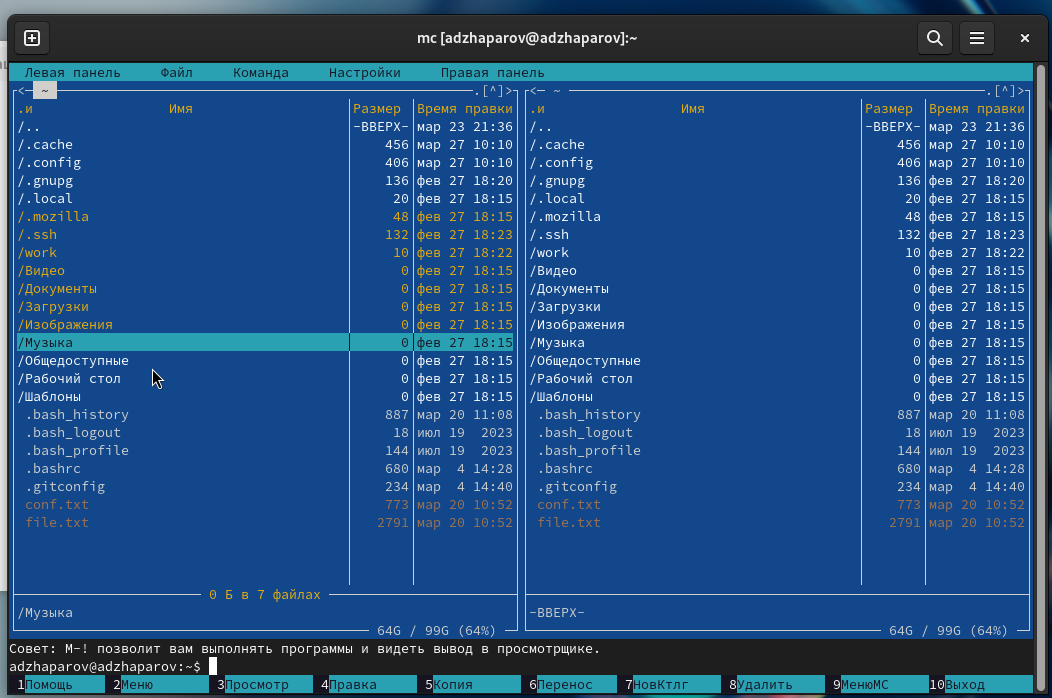 mc [adzhaparov@adzhaparov]:~
Левая панель Файл Команда Настройки Правая панель
<- ~ .[^]> <- ~ .[^]>
.и Имя Размер Время правки .и Имя Размер Время правки
/.. -ВВЕРХ- мар 23 21:36 /.. -ВВЕРХ- мар 23 21:36
/.cache 456 мар 27 10:10 /.cache 456 мар 27 10:10
/.config 406 мар 27 10:10 /.config 406 мар 27 10:10
/.gnupg 136 фев 27 18:20 /.gnupg 136 фев 27 18:20
/.local 20 фев 27 18:15 /.local 20 фев 27 18:15
/.mozilla 48 фев 27 18:15 /.mozilla 48 фев 27 18:15
/.ssh 132 фев 27 18:23 /.ssh 132 фев 27 18:23
/work 10 фев 27 18:22 /work 10 фев 27 18:22
/Видео 0 фев 27 18:15 /Видео 0 фев 27 18:15
/Документы 0 фев 27 18:15 /Документы 0 фев 27 18:15
/Загрузки 0 фев 27 18:15 /Загрузки 0 фев 27 18:15
/Изображения 0 фев 27 18:15 /Изображения 0 фев 27 18:15
/Музыка 0 фев 27 18:15 /Музыка 0 фев 27 18:15
/Общедоступные 0 фев 27 18:15 /Общедоступные 0 фев 27 18:15
/Рабочий стол 0 фев 27 18:15 /Рабочий стол 0 фев 27 18:15
/Шаблоны 0 фев 27 18:15 /Шаблоны 0 фев 27 18:15
.bash_history 887 мар 20 11:08 .bash_history 887 мар 20 11:08
.bash_logout 18 июл 19 2023 .bash_logout 18 июл 19 2023
.bash_profile 144 июл 19 2023 .bash_profile 144 июл 19 2023
.bashrc 680 мар 4 14:28 .bashrc 680 мар 4 14:28
.gitconfig 234 мар 4 14:40 .gitconfig 234 мар 4 14:40
conf.txt 773 мар 20 10:52 conf.txt 773 мар 20 10:52
file.txt 2791 мар 20 10:52 file.txt 2791 мар 20 10:52
0 Б в 7 файлах
/Музыка -ВВЕРХ-
64G / 99G (64%) 64G / 99G (64%)
Совет: M-! позволит вам выполнять программы и видеть вывод в просмотрщике.
adzhaparov@adzhaparov:~$
1Помощь 2Меню 3Просмотр 4Правка 5Копия 6Перенос 7НовКтлг 8Удалить 9МенюМС 10Выход